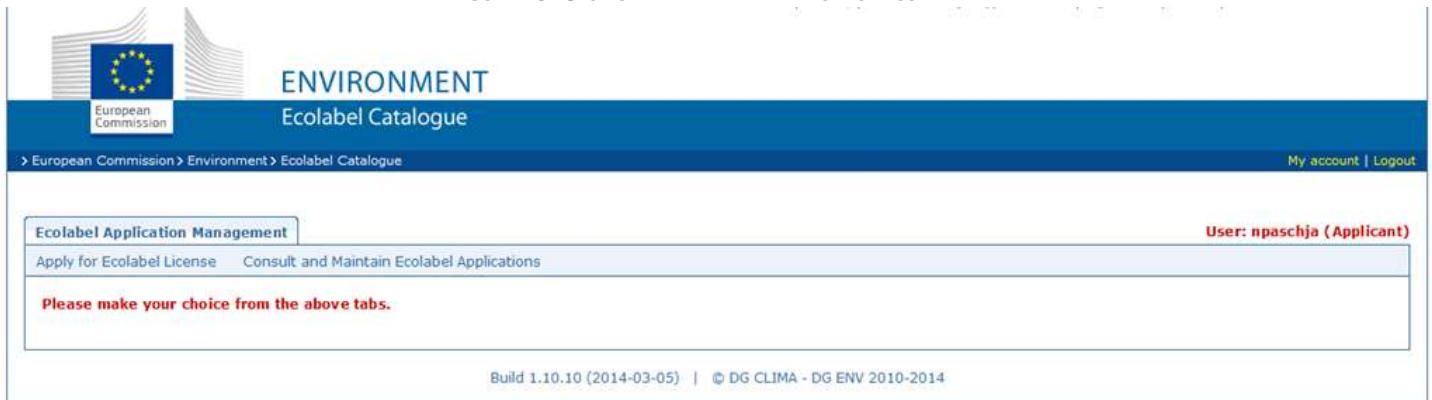 ENVIRONMENT
European
Commission
Ecolabel Catalogue
> European Commission > Environment > Ecolabel Catalogue My account | Logout
Ecolabel Application Management User: npaschja (Applicant)
Apply for Ecolabel License Consult and Maintain Ecolabel Applications
Please make your choice from the above tabs.
Build 1.10.10 (2014-03-05) | © DG CLIMA - DG ENV 2010-2014